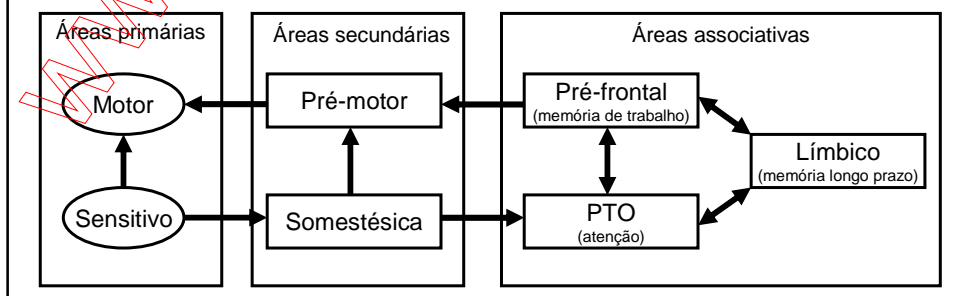 Áreas primárias
Áreas secundárias
Áreas associativas
Motor
Pré-motor
Pré-frontal
(memória de trabalho)
Límbico
(memória longo prazo)
Sensitivo
Somestésica
PTO
(atenção)